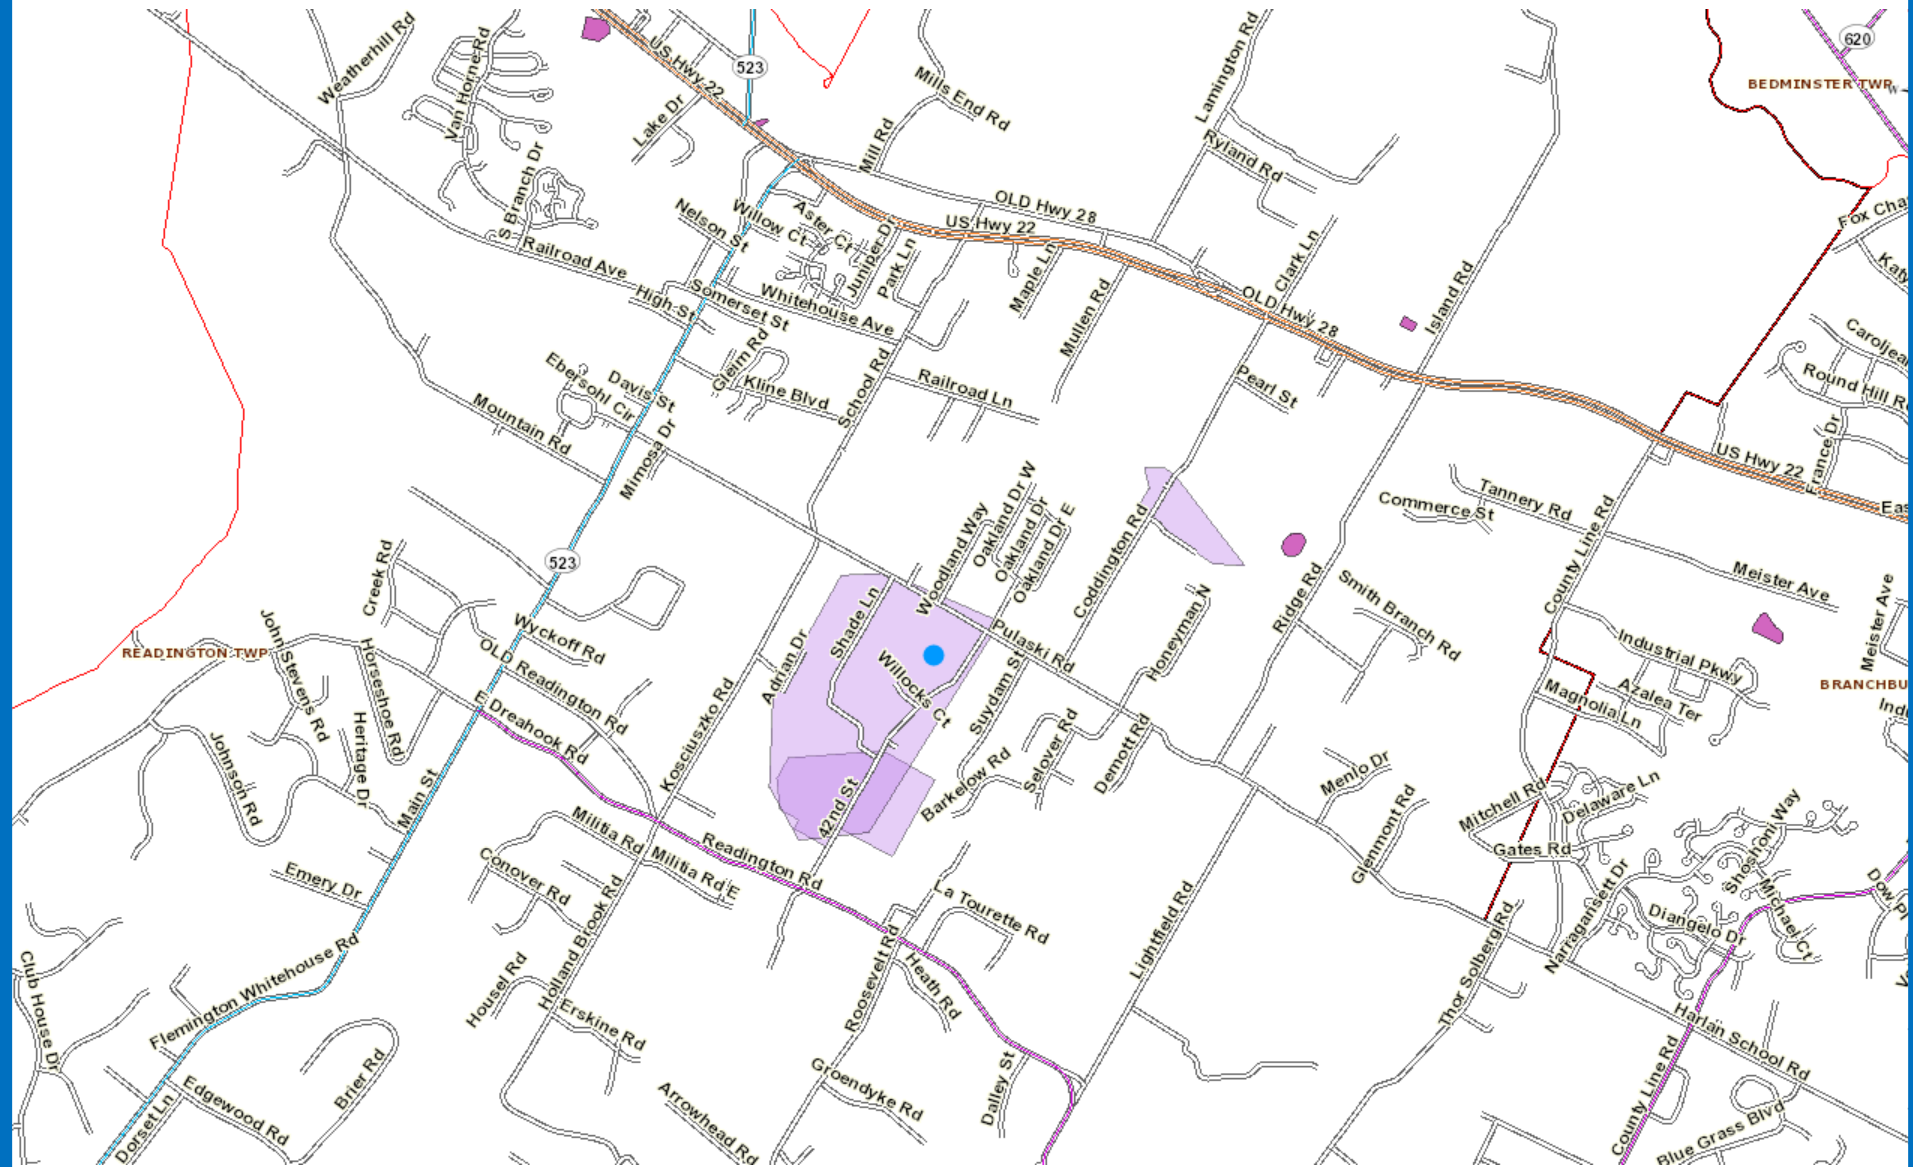 Weatherhill Rd
Van Horne Rd
US Hwy 22
523
Lake Dr
Mills End Rd
Mill Rd
Lamington Rd
Ryland Rd
620
BEDMINSTER TWP
S Branch Dr
Nelson St
Willow Ct
Aster Ct
Juniper D
Park Ln
US Hwy 22
OLD Hwy 28
Maple Ln
Mullen Rd
Clark Ln
OLD Hwy 28
Island Rd
Fox Cha
Katy
Railroad Ave
High St
Somerset St
Whitehouse Ave
Gleim Rd
Kline Blvd
School Rd
Railroad Ln
Pearl St
Caroljea
Round Hill R
France Dr
US Hwy 22
Eas
Ebersohl Cir
Davis St
Mountain Rd
Mimosa Dr
Woodland Way
Oakland Dr W
Oakland Dr
Oakland Dr E
Coddington Rd
Tannery Rd
Commerce St
County Line Rd
Meister Ave
Meister Ave
523
Creek Rd
Wyckoff Rd
OLD Readington Rd
E Dreahook Rd
READINGTON TWP
John Stevens Rd
Horseshoe Rd
Heritage Dr
Johnson Rd
Main St
Adrian Dr
Shade Ln
Willocks Ct
Pulaski Rd
Suydam St
Honeyman N
Ridge Rd
Smith Branch Rd
Industrial Pkwy
Azalea Ter
Magnolia Ln
BRANCHBU
Indu
Kosciuszko Rd
42nd St
Barkelow Rd
Selover Rd
Demott Rd
Menlo Dr
Glenmont Rd
Mitchell Rd
Delaware Ln
Gates Rd
Shoshoni Way
Narragansett Dr
Michael Ct
Diangelo Dr
Dow Pl
Emery Dr
Militia Rd
Militia Rd E
Conover Rd
Readington Rd
La Tourette Rd
Holland Brook Rd
Housel Rd
Erskine Rd
Roosevelt Rd
Heath Rd
Lightfield Rd
Thor Solberg Rd
Harlan School Rd
Club House Dr
Flemington Whitehouse Rd
Edgewood Rd
Dorset Ln
Brier Rd
Arrowhead Rd
Groendyke Rd
Dalley St
County Line Rd
Blue Grass Blvd